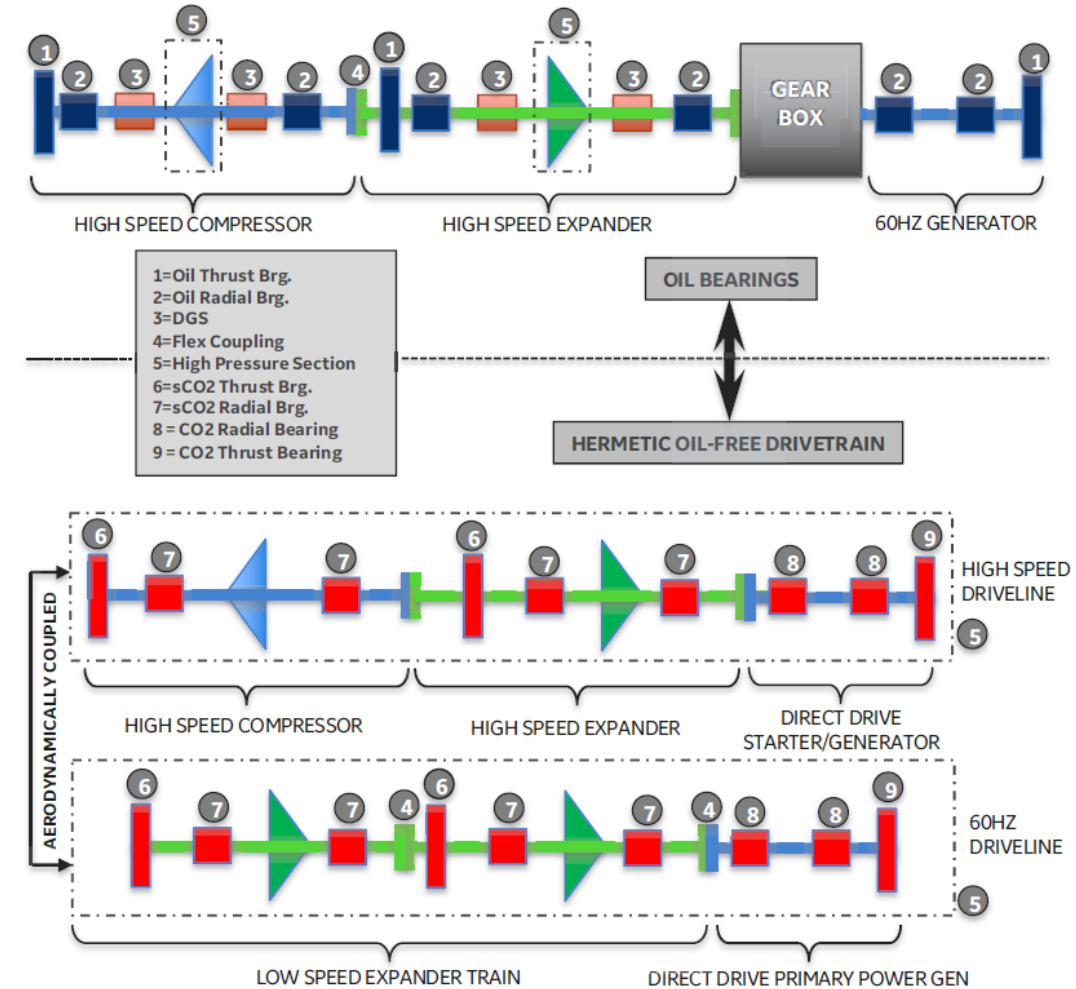 5
1 2 3 3 2 4 1 2 3 5 3 2 2 2 1
GEAR
BOX
HIGH SPEED COMPRESSOR
HIGH SPEED EXPANDER
60HZ GENERATOR
1=Oil Thrust Brg.
2=Oil Radial Brg.
3=DGS
4=Flex Coupling
5=High Pressure Section
6=sCO2 Thrust Brg.
7=sCO2 Radial Brg.
8 = CO2 Radial Bearing
9 = CO2 Thrust Bearing
OIL BEARINGS
HERMETIC OIL-FREE DRIVETRAIN
AERODYNAMICALLY COUPLED
6 7 7 6 7 7 8 8 9
HIGH SPEED
DRIVELINE
5
HIGH SPEED COMPRESSOR
HIGH SPEED EXPANDER
DIRECT DRIVE
STARTER/GENERATOR
6 7 7 4 6 7 7 4 8 8 9
60HZ
DRIVELINE
5
LOW SPEED EXPANDER TRAIN
DIRECT DRIVE PRIMARY POWER GEN